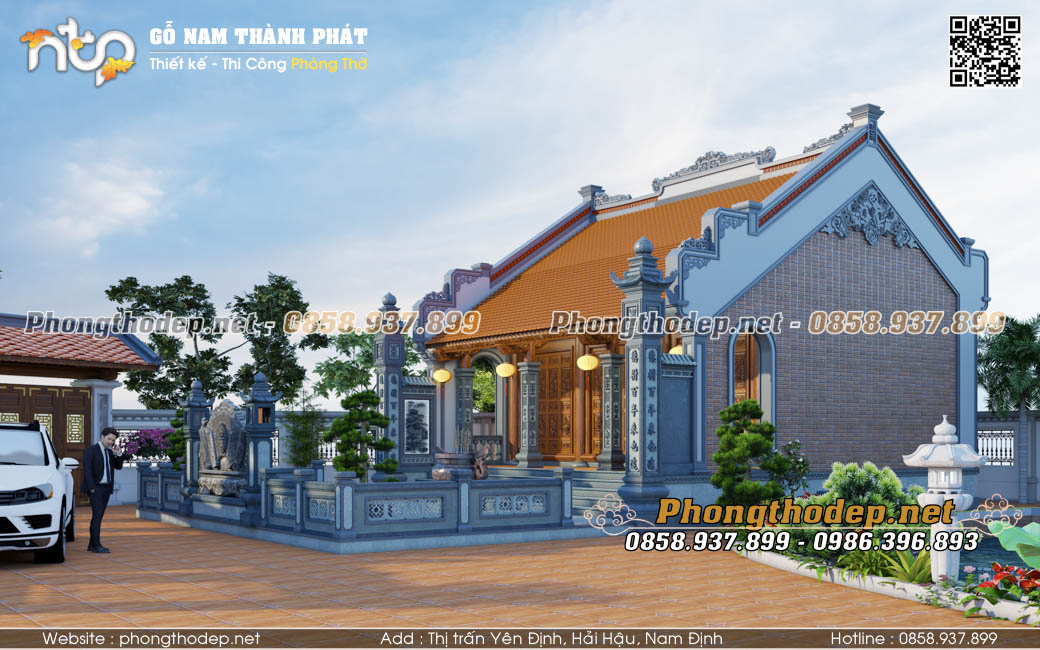 ntp
GỖ NAM THÀNH PHÁT
Thiết kế - Thi Công Phòng Thờ
Phongthodep.net - 0858.937.899
Phongthodep.net - 0858.937.899
Phongthodep.net
0858.937.899 - 0986.396.893
Website : phongthodep.net
Add : Thị trấn Yên Định, Hải Hậu, Nam Định
Hotline : 0858.937.899